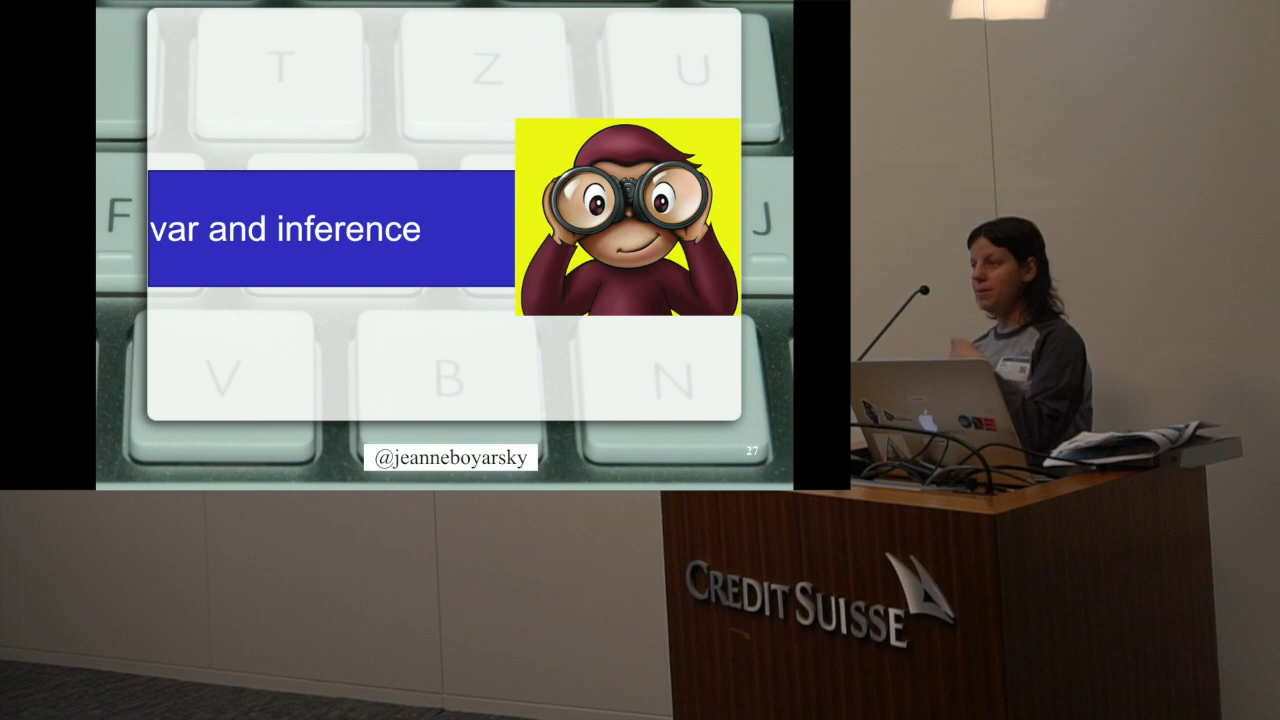 T Z U
F J
var and inference
V B N
@jeanneboyarsky
27
CREDIT SUISSE